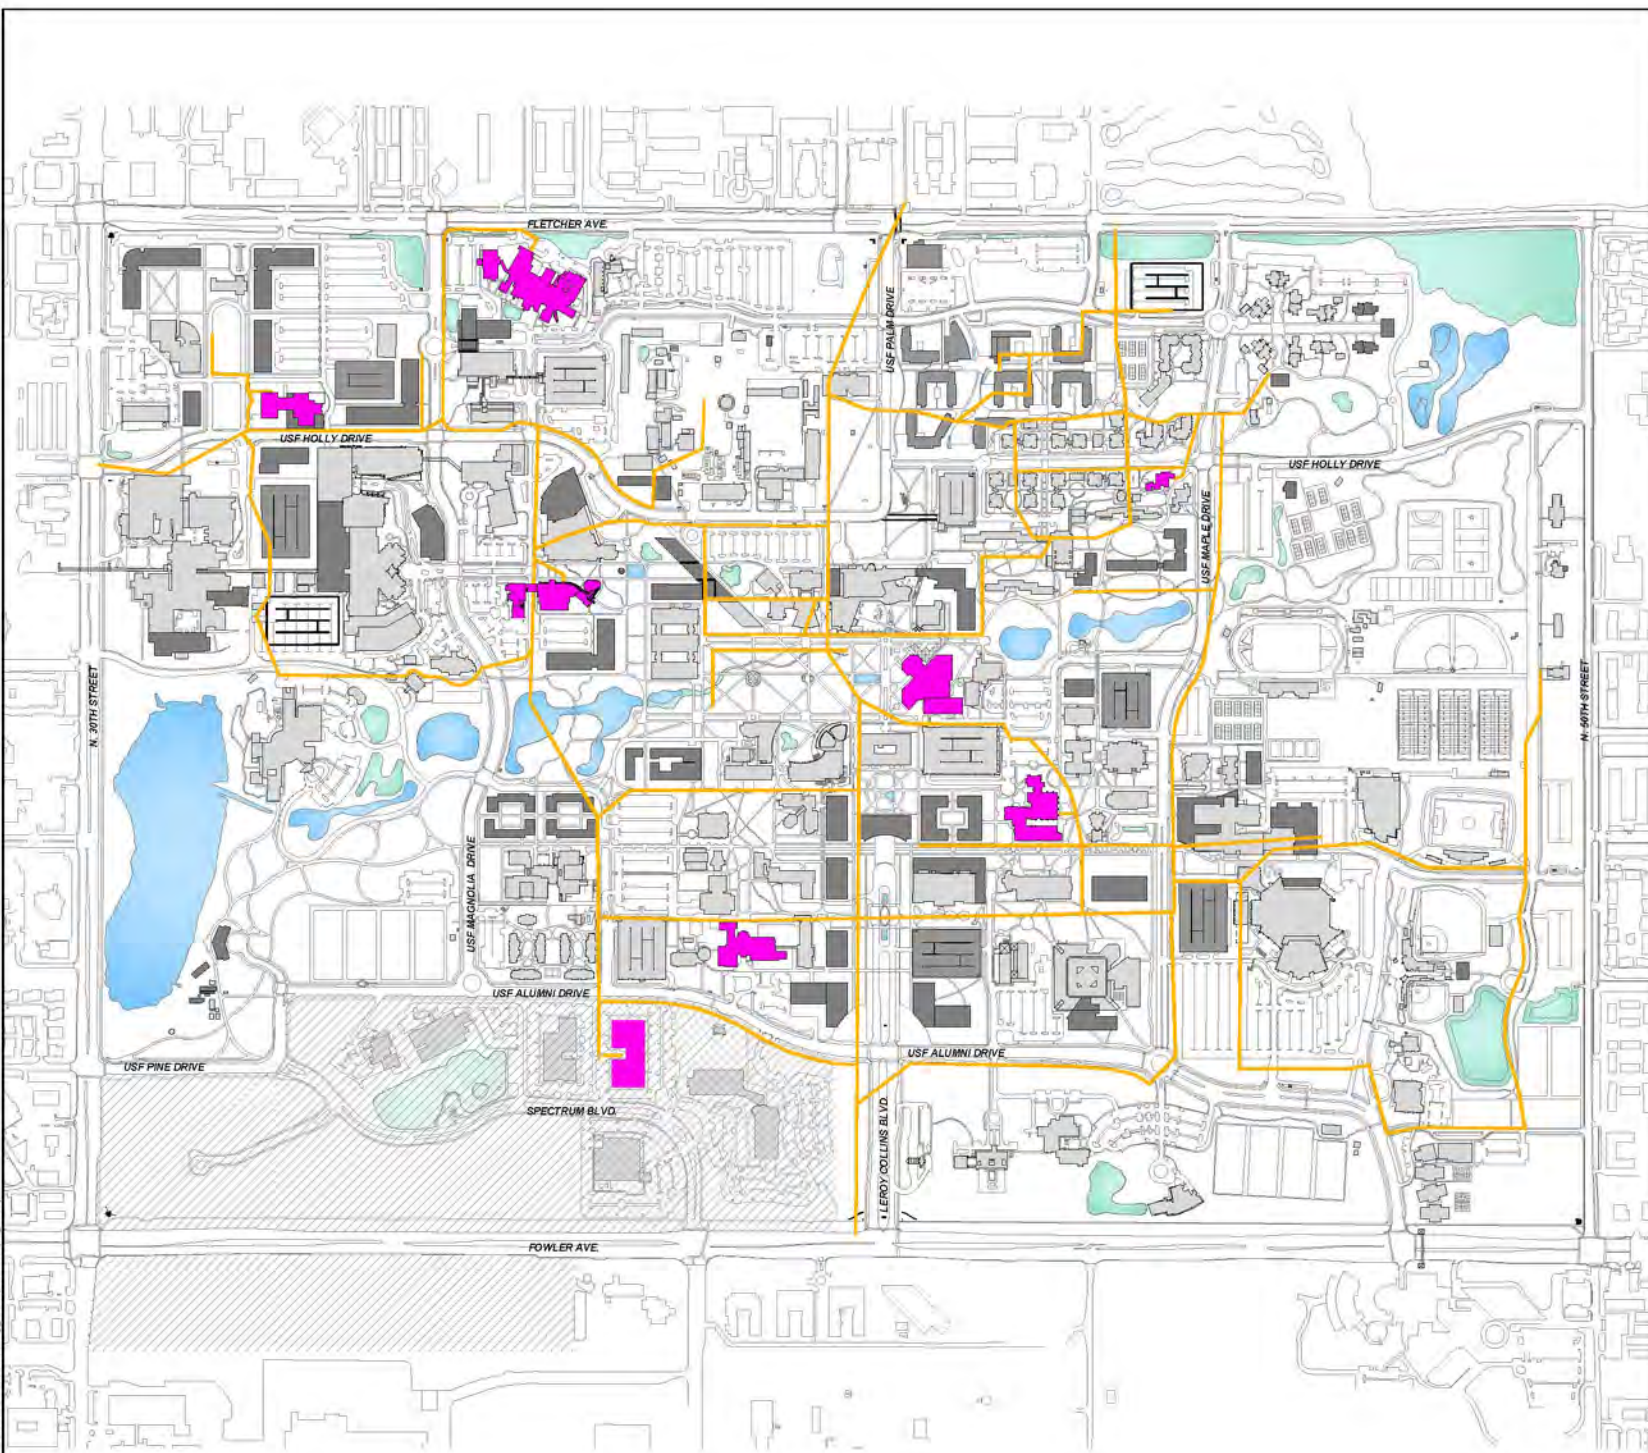 FLETCHER AVE.
USF PALM DRIVE
USF HOLLY DRIVE
USF HOLLY DRIVE
USF MAPLE DRIVE
N. 30TH STREET
N. 50TH STREET
USF MAGNOLIA DRIVE
USF ALUMNI DRIVE
USF ALUMNI DRIVE
USF PINE DRIVE
SPECTRUM BLVD.
LEROY COLLINS BLVD.
FOWLER AVE.